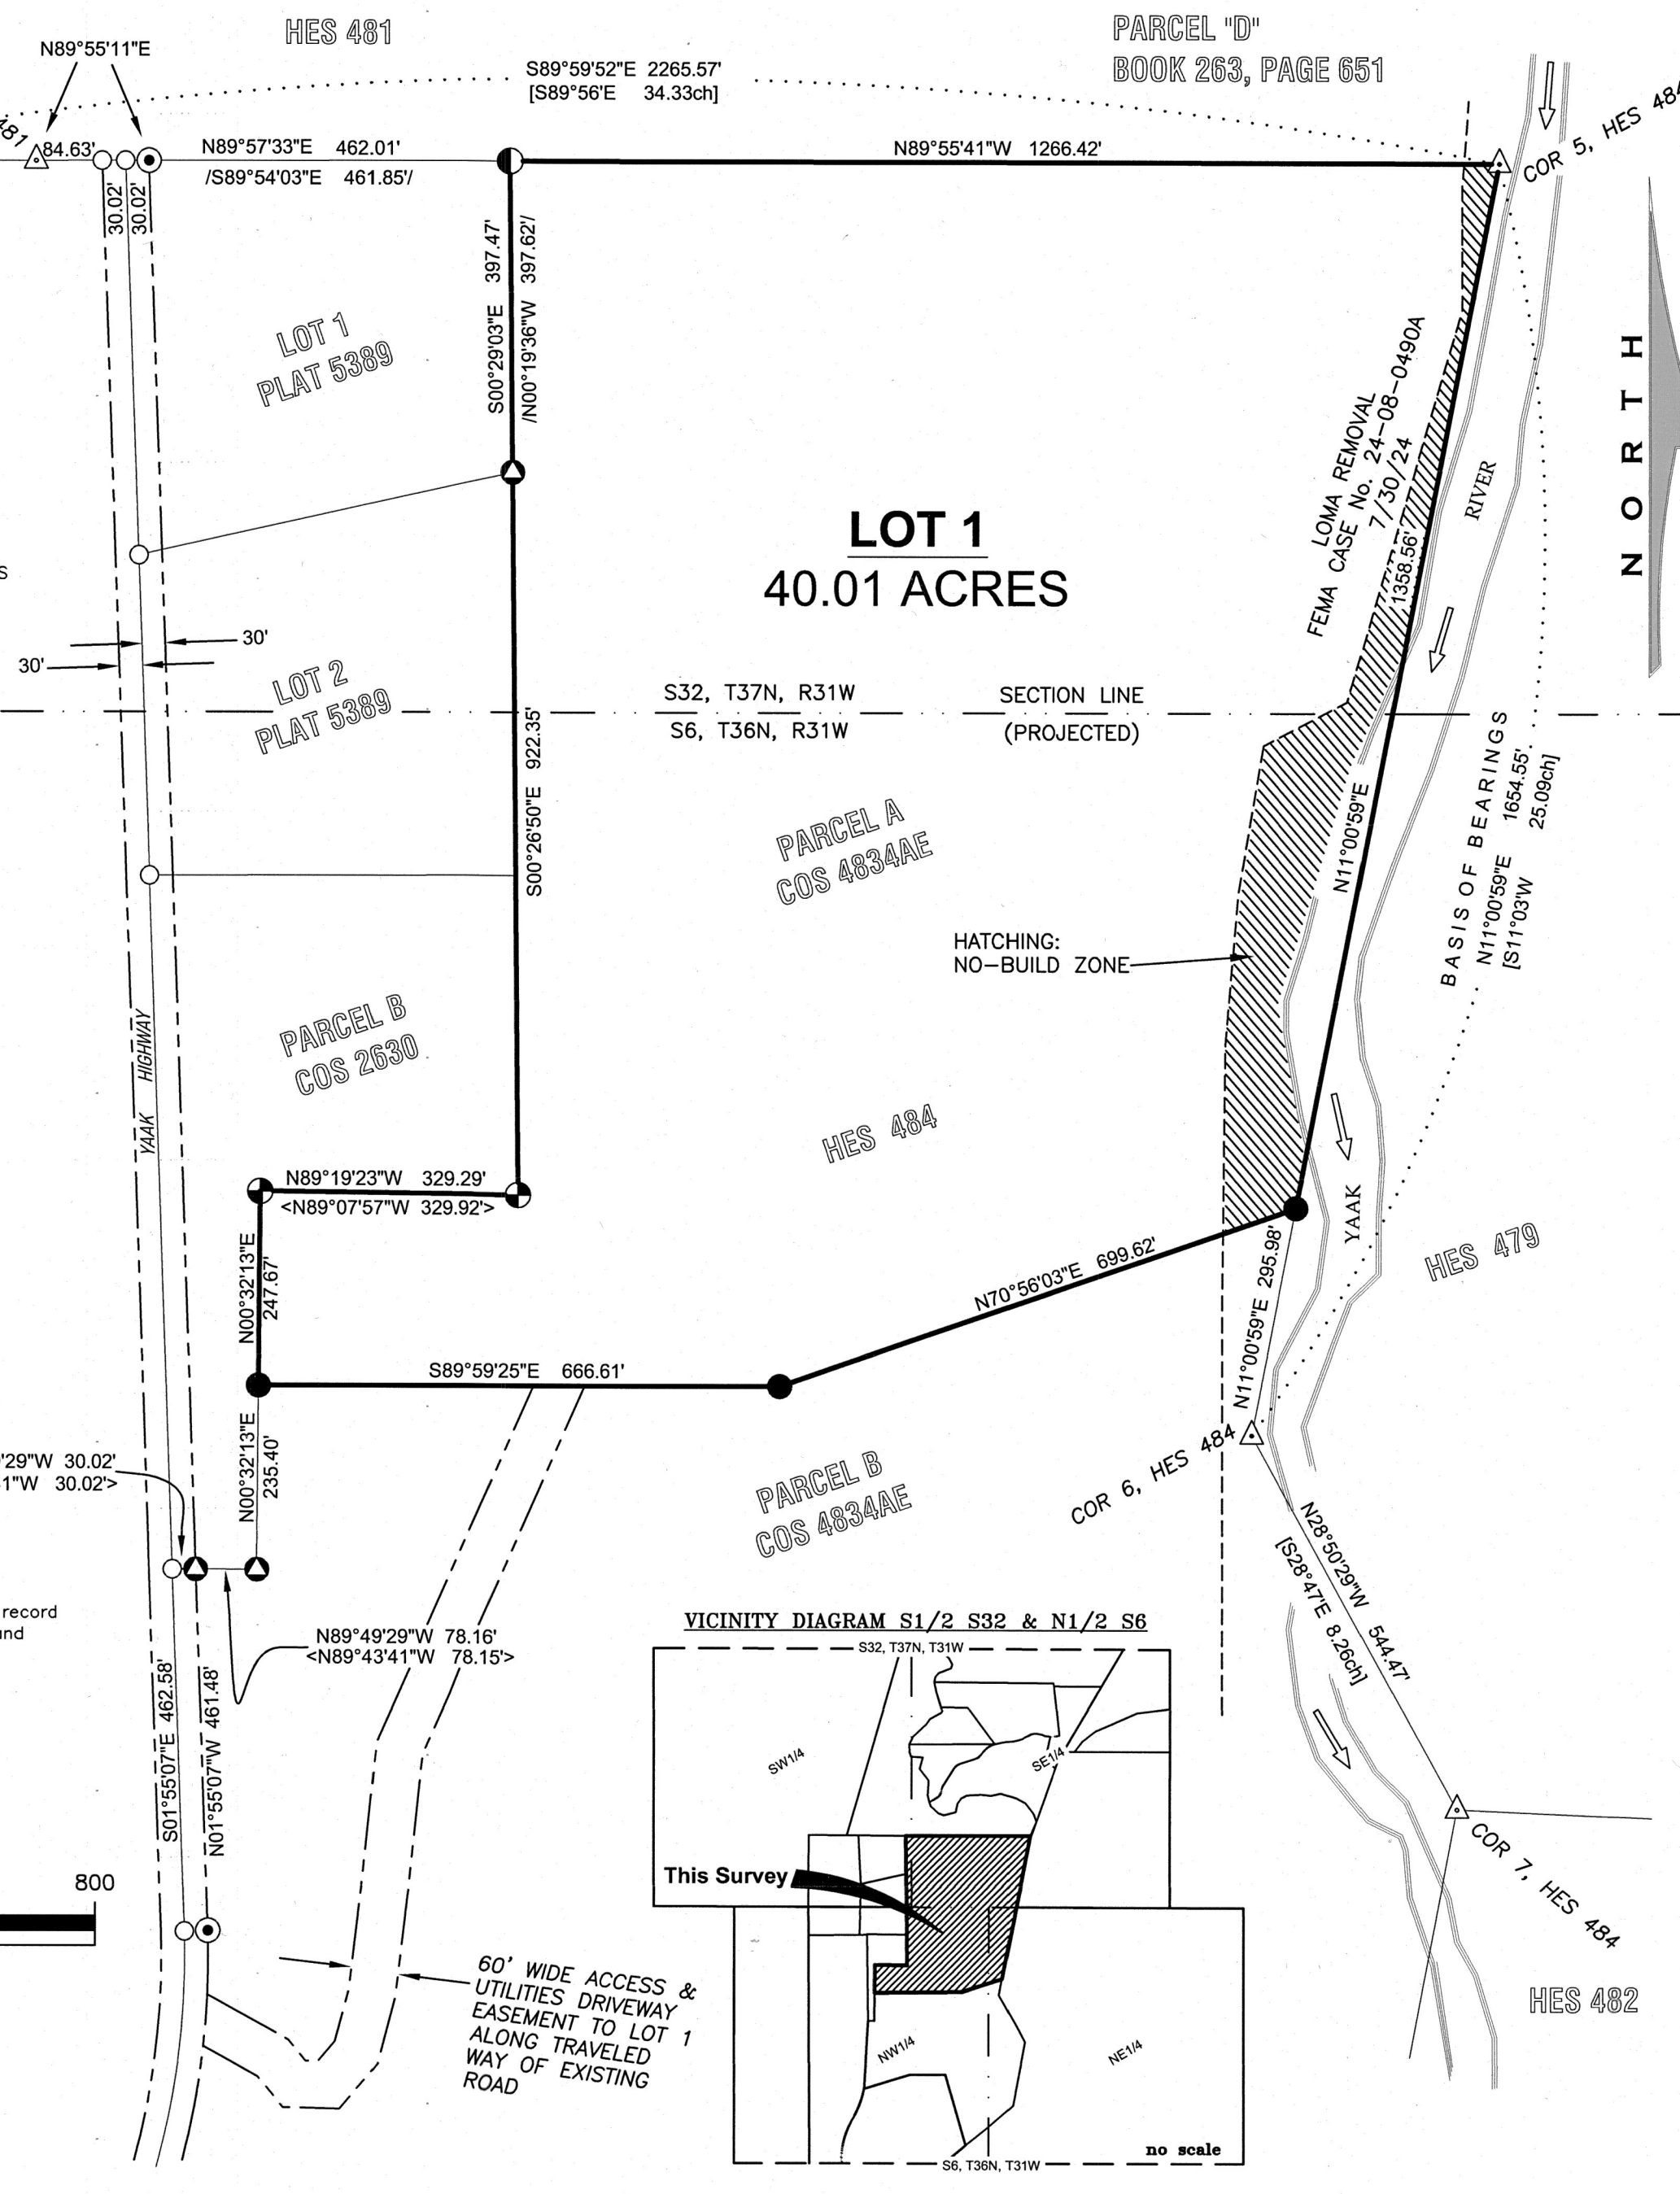 HES 481
PARCEL "D"
BOOK 263, PAGE 651
N89°55'11"E
S89°59'52"E 2265.57'
[S89°56'E 34.33ch]
481
84.63'
N89°57'33"E 462.01'
/S89°54'03"E 461.85'/
N89°55'41"W 1266.42'
COR 5, HES 484
30.02'
30.02'
S00°29'03"E 397.47'
/N00°19'36"W 397.62'/
LOT 1
PLAT 5389
LOMA REMOVAL
FEMA CASE No. 24-08-0490A
7/30/24
1358.56'
RIVER
NORTH
LOT 1
40.01 ACRES
S
30'
30'
LOT 2
PLAT 5389
S32, T37N, R31W
SECTION LINE
S6, T36N, R31W
(PROJECTED)
S00°26'50"E 922.35'
N11°00'59"E
BASIS OF BEARINGS
N11°00'59"E 1654.55'
[S11°03'W 25.09ch]
PARCEL A
COS 4834AE
HATCHING:
NO-BUILD ZONE
YAAK HIGHWAY
PARCEL B
COS 2630
HES 484
N89°19'23"W 329.29'
<N89°07'57"W 329.92'>
N00°32'13"E
247.67'
YAAK
HES 479
N70°56'03"E 699.62'
N11°00'59"E 295.98'
S89°59'25"E 666.61'
N00°32'13"E
235.40'
'29"W 30.02'
1"W 30.02'>
PARCEL B
COS 4834AE
COR 6, HES 484
N28°50'29"W 544.47'
[S28°47'E 8.26ch]
record
and
N89°49'29"W 78.16'
<N89°43'41"W 78.15'>
S01°55'07"E 462.58'
N01°55'07"W 461.48'
VICINITY DIAGRAM S1/2 S32 & N1/2 S6
S32, T37N, T31W
SW1/4
SE1/4
This Survey
NW1/4
NE1/4
no scale
S6, T36N, T31W
COR 7, HES 484
HES 482
800
60' WIDE ACCESS &
UTILITIES DRIVEWAY
EASEMENT TO LOT 1
ALONG TRAVELED
WAY OF EXISTING
ROAD